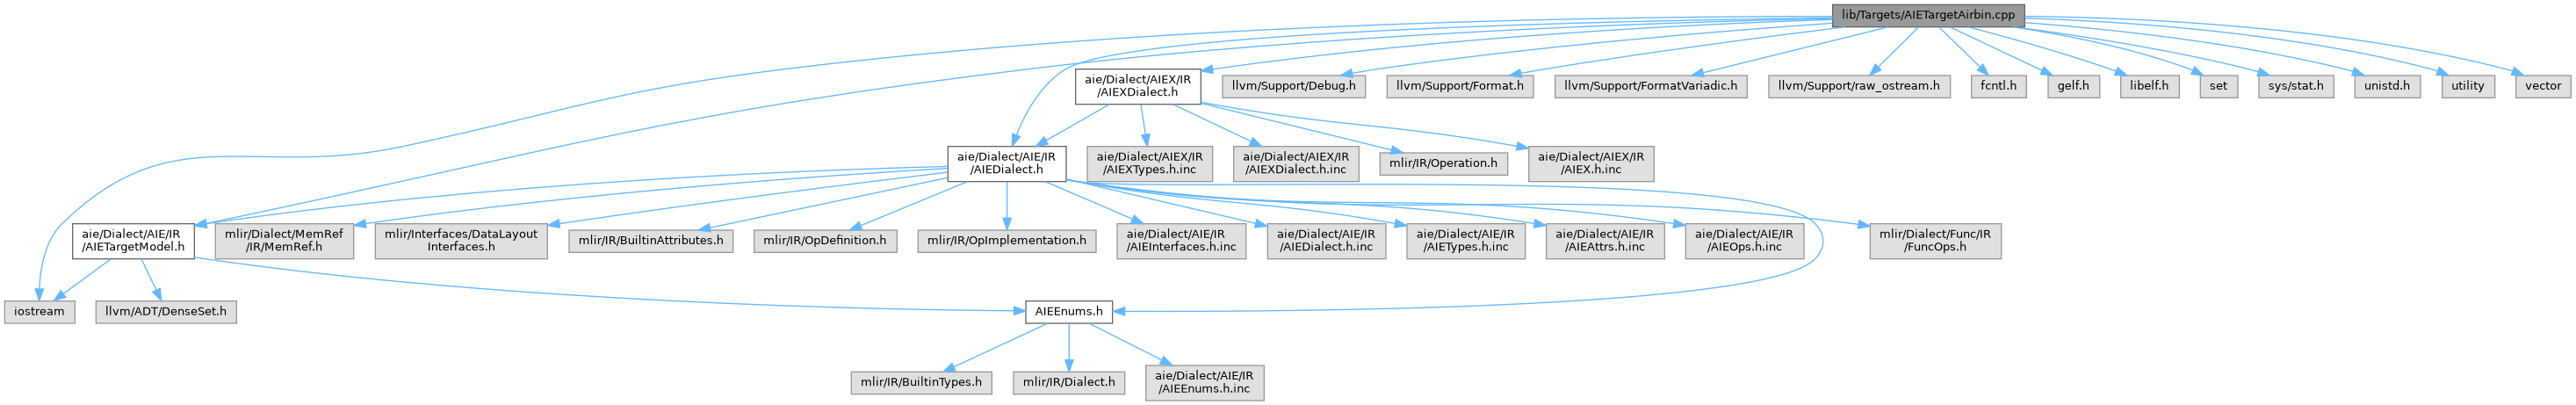 lib/Targets/AIETargetAirbin.cpp
aie/Dialect/AIEX/IR
/AIEXDialect.h
llvm/Support/Debug.h
llvm/Support/Format.h
llvm/Support/FormatVariadic.h
llvm/Support/raw_ostream.h
fcntl.h
gelf.h
libelf.h
set
sys/stat.h
unistd.h
utility
vector
aie/Dialect/AIE/IR
/AIEDialect.h
aie/Dialect/AIEX/IR
/AIEXTypes.h.inc
aie/Dialect/AIEX/IR
/AIEXDialect.h.inc
mlir/IR/Operation.h
aie/Dialect/AIEX/IR
/AIEX.h.inc
aie/Dialect/AIE/IR
/AIETargetModel.h
mlir/Dialect/MemRef
/IR/MemRef.h
mlir/Interfaces/DataLayout
Interfaces.h
mlir/IR/BuiltinAttributes.h
mlir/IR/OpDefinition.h
mlir/IR/OpImplementation.h
aie/Dialect/AIE/IR
/AIEInterfaces.h.inc
aie/Dialect/AIE/IR
/AIEDialect.h.inc
aie/Dialect/AIE/IR
/AIETypes.h.inc
aie/Dialect/AIE/IR
/AIEAttrs.h.inc
aie/Dialect/AIE/IR
/AIEOps.h.inc
mlir/Dialect/Func/IR
/FuncOps.h
iostream
llvm/ADT/DenseSet.h
AIEEnums.h
mlir/IR/BuiltinTypes.h
mlir/IR/Dialect.h
aie/Dialect/AIE/IR
/AIEEnums.h.inc